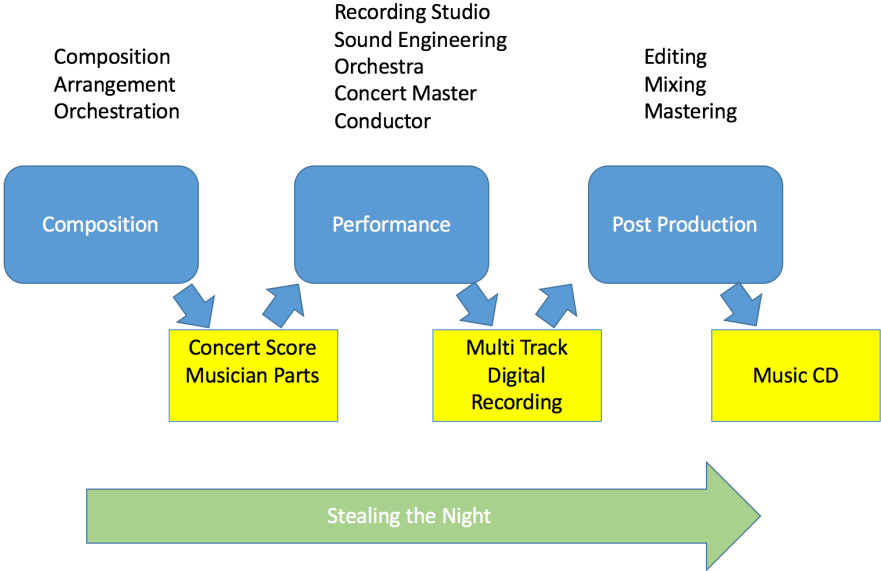 Composition
Arrangement
Orchestration
Recording Studio
Sound Engineering
Orchestra
Concert Master
Conductor
Editing
Mixing
Mastering
Composition
Performance
Post Production
Concert Score
Musician Parts
Multi Track
Digital
Recording
Music CD
Stealing the Night